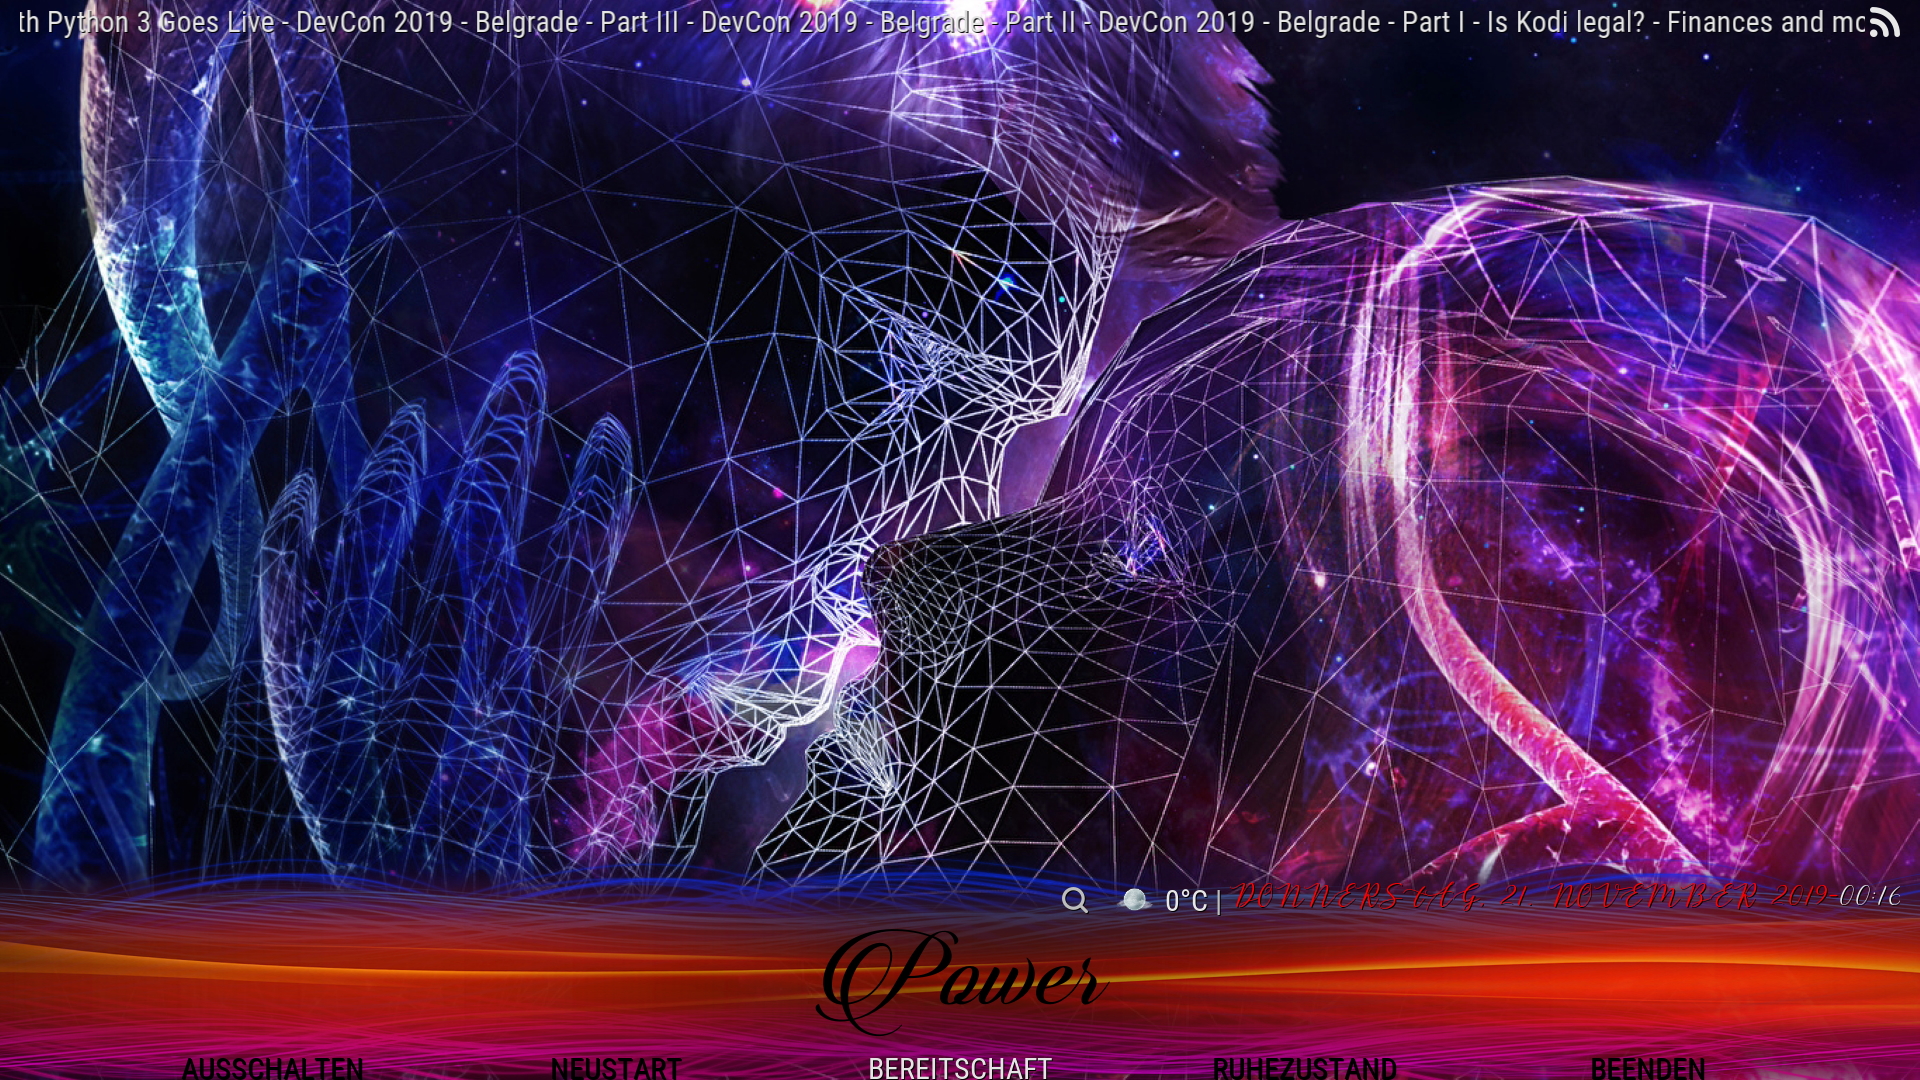 th Python 3 Goes Live - DevCon 2019 - Belgrade - Part III - DevCon 2019 - Belgrade - Part II - DevCon 2019 - Belgrade - Part I - Is Kodi legal? - Finances and mo
0°C | DONNERSTAG, 21. NOVEMBER 2019 00:16
Power
AUSSCHALTEN NEUSTART BEREITSCHAFT RUHEZUSTAND BEENDEN